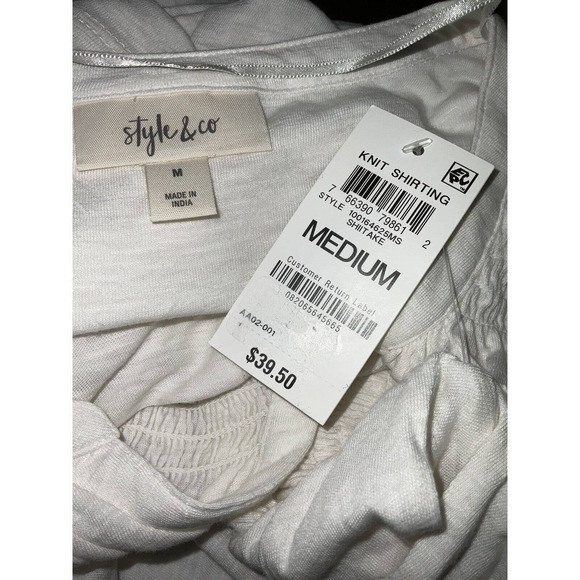 style & co
M
MADE IN
INDIA
KNIT SHIRTING
7 66390 79861 2
STYLE 100164625MS
SHIITAKE
MEDIUM
Customer Return Label
082065645665
AA02-001
$39.50